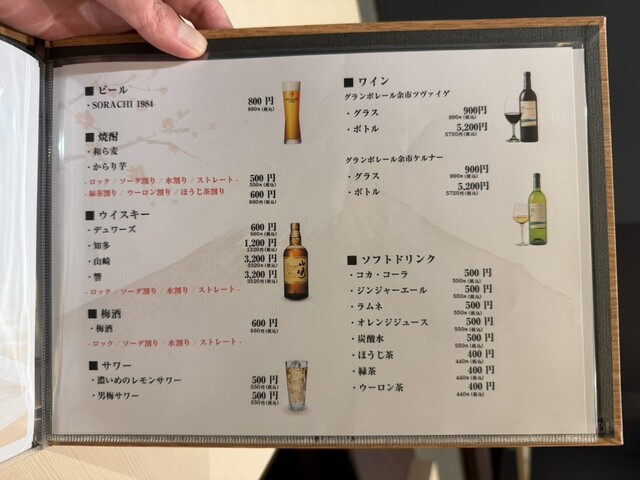 ■ ビール
・SORACHI 1984 800 円
880円(税込)
■ 焼酎
・和ら麦
・からり芋
- ロック / ソーダ割り / 水割り / ストレート - 500 円
550円(税込)
- 緑茶割り / ウーロン割り / ほうじ茶割り 600 円
660円(税込)
■ ウイスキー
・デュワーズ 600 円
660円(税込)
・知多 1,200 円
1320円(税込)
・山崎 3,200 円
3520円(税込)
・響 3,200 円
3520円(税込)
- ロック / ソーダ割り / 水割り / ストレート -
■ 梅酒
・梅酒 600 円
660円(税込)
- ロック / ソーダ割り / 水割り / ストレート -
■ サワー
・濃いめのレモンサワー 500 円
550円(税込)
・男梅サワー 500 円
550円(税込)
■ ワイン
グランポレール余市ツヴァイゲ
・グラス 900円
990円(税込)
・ボトル 5,200円
5720円(税込)
グランポレール余市ケルナー
・グラス 900円
990円(税込)
・ボトル 5,200円
5720円(税込)
■ ソフトドリンク
・コカ・コーラ 500 円
550円(税込)
・ジンジャーエール 500 円
550円(税込)
・ラムネ 500 円
550円(税込)
・オレンジジュース 500 円
550円(税込)
・炭酸水 500 円
550円(税込)
・ほうじ茶 400 円
440円(税込)
・緑茶 400 円
440円(税込)
・ウーロン茶 400 円
440円(税込)
山崎